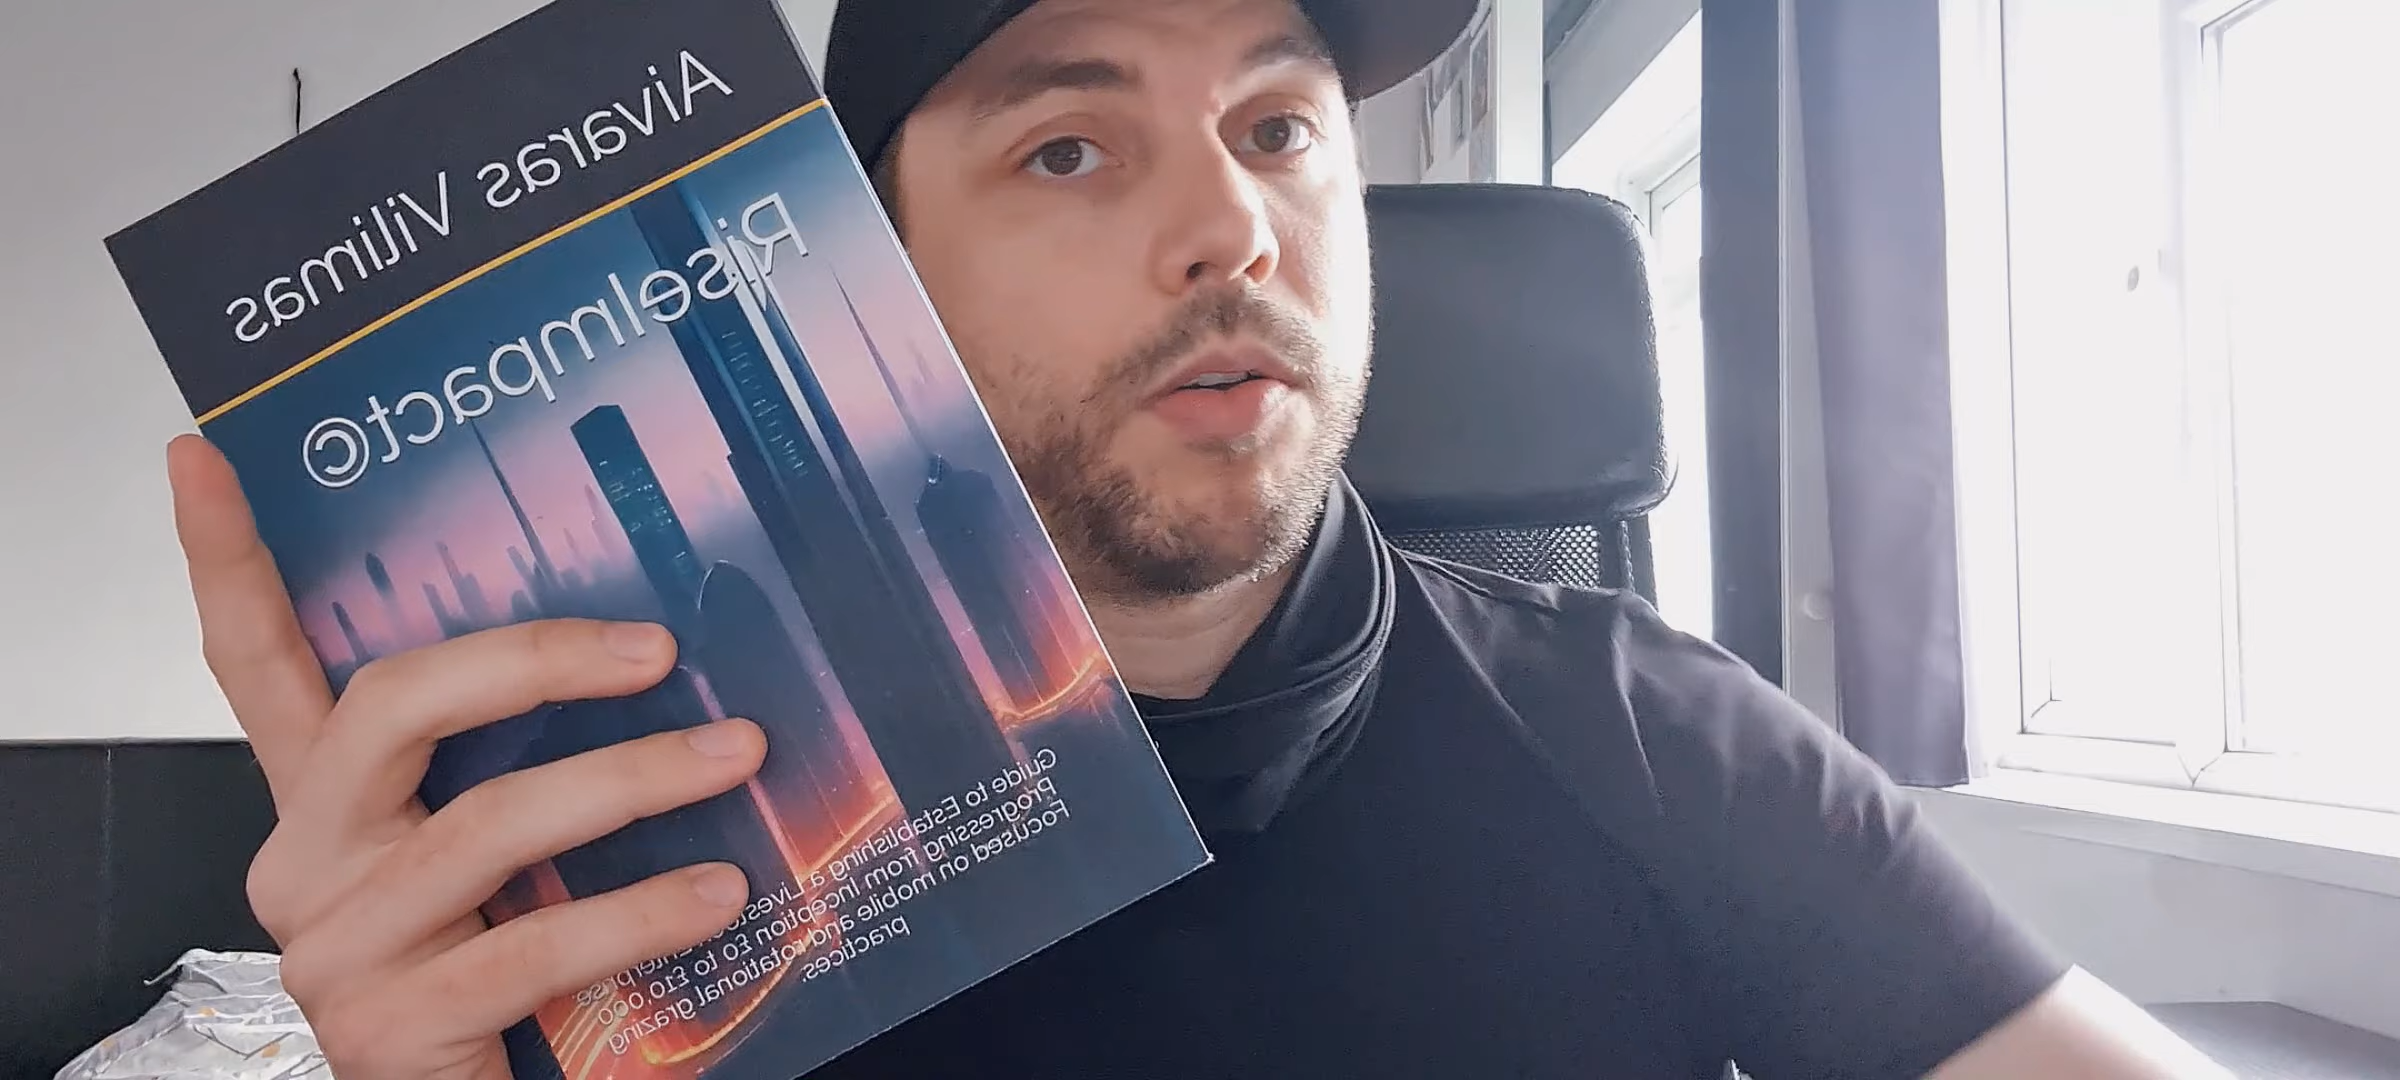 Aivaras Vilimas
RiseImpact©
Guide to Establishing a Livestock Enterprise:
Progressing from Inception £0 to £10,000
Focused on mobile and rotational grazing
practices.